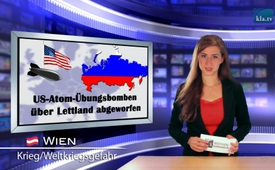 kla.tv
US-Atom-Übungsbomben
über Lettland abgeworfen
WIEN
Krieg/Weltkriegsgefahr